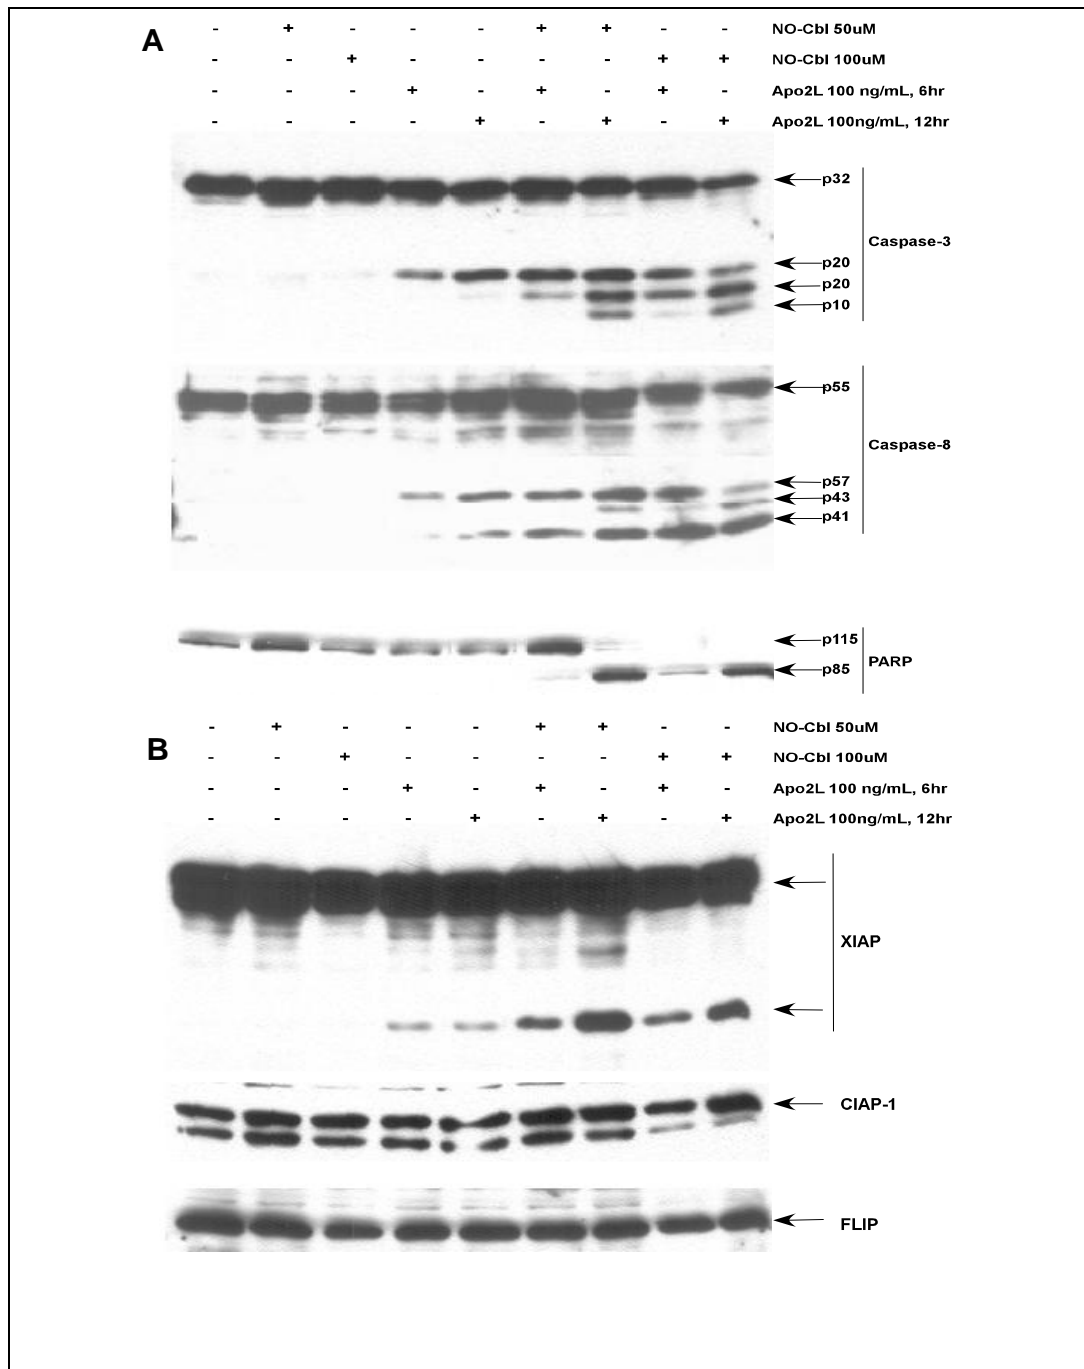 A
- + - - - + + - - NO-Cbl 50uM
- - + - - - - + + NO-Cbl 100uM
- - - + - + - + - Apo2L 100 ng/mL, 6hr
- - - - + - + - + Apo2L 100ng/mL, 12hr
p32
Caspase-3
p20
p20
p10
p55
Caspase-8
p57
p43
p41
p115
PARP
p85
B
- + - - - + + - - NO-Cbl 50uM
- - + - - - - + + NO-Cbl 100uM
- - - + - + - + - Apo2L 100 ng/mL, 6hr
- - - - + - + - + Apo2L 100ng/mL, 12hr
XIAP
CIAP-1
FLIP